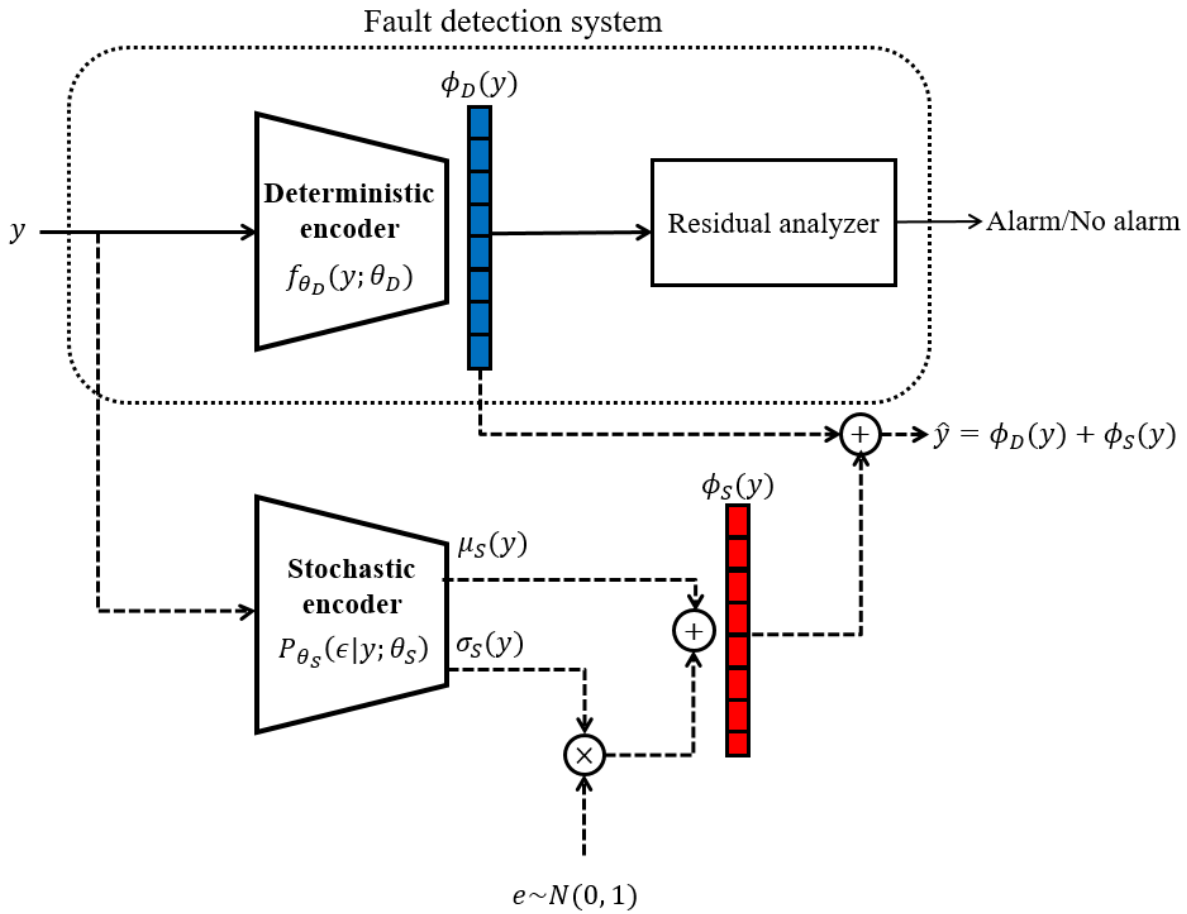 Fault detection system
ϕ_D(y)
Deterministic
encoder
f_{θ_D}(y; θ_D)
y
Residual analyzer
Alarm/No alarm
+
ŷ = ϕ_D(y) + ϕ_S(y)
ϕ_S(y)
μ_S(y)
Stochastic
encoder
P_{θ_S}(ϵ|y; θ_S)
σ_S(y)
+
×
e~N(0, 1)